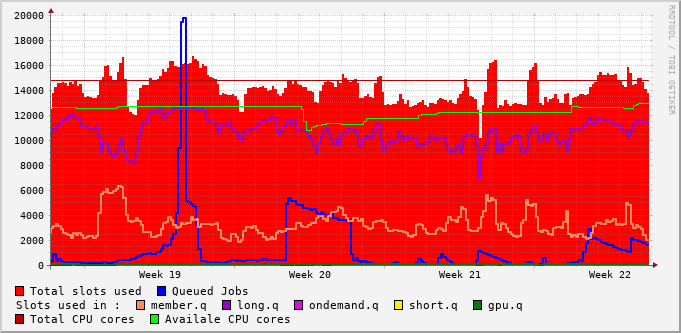 20000
18000
16000
14000
12000
10000
8000
6000
4000
2000
0
Week 19 Week 20 Week 21 Week 22
Total slots used Queued Jobs
Slots used in : member.q long.q ondemand.q short.q gpu.q
Total CPU cores Availale CPU cores
RRDTOOL / TOBI OETIKER